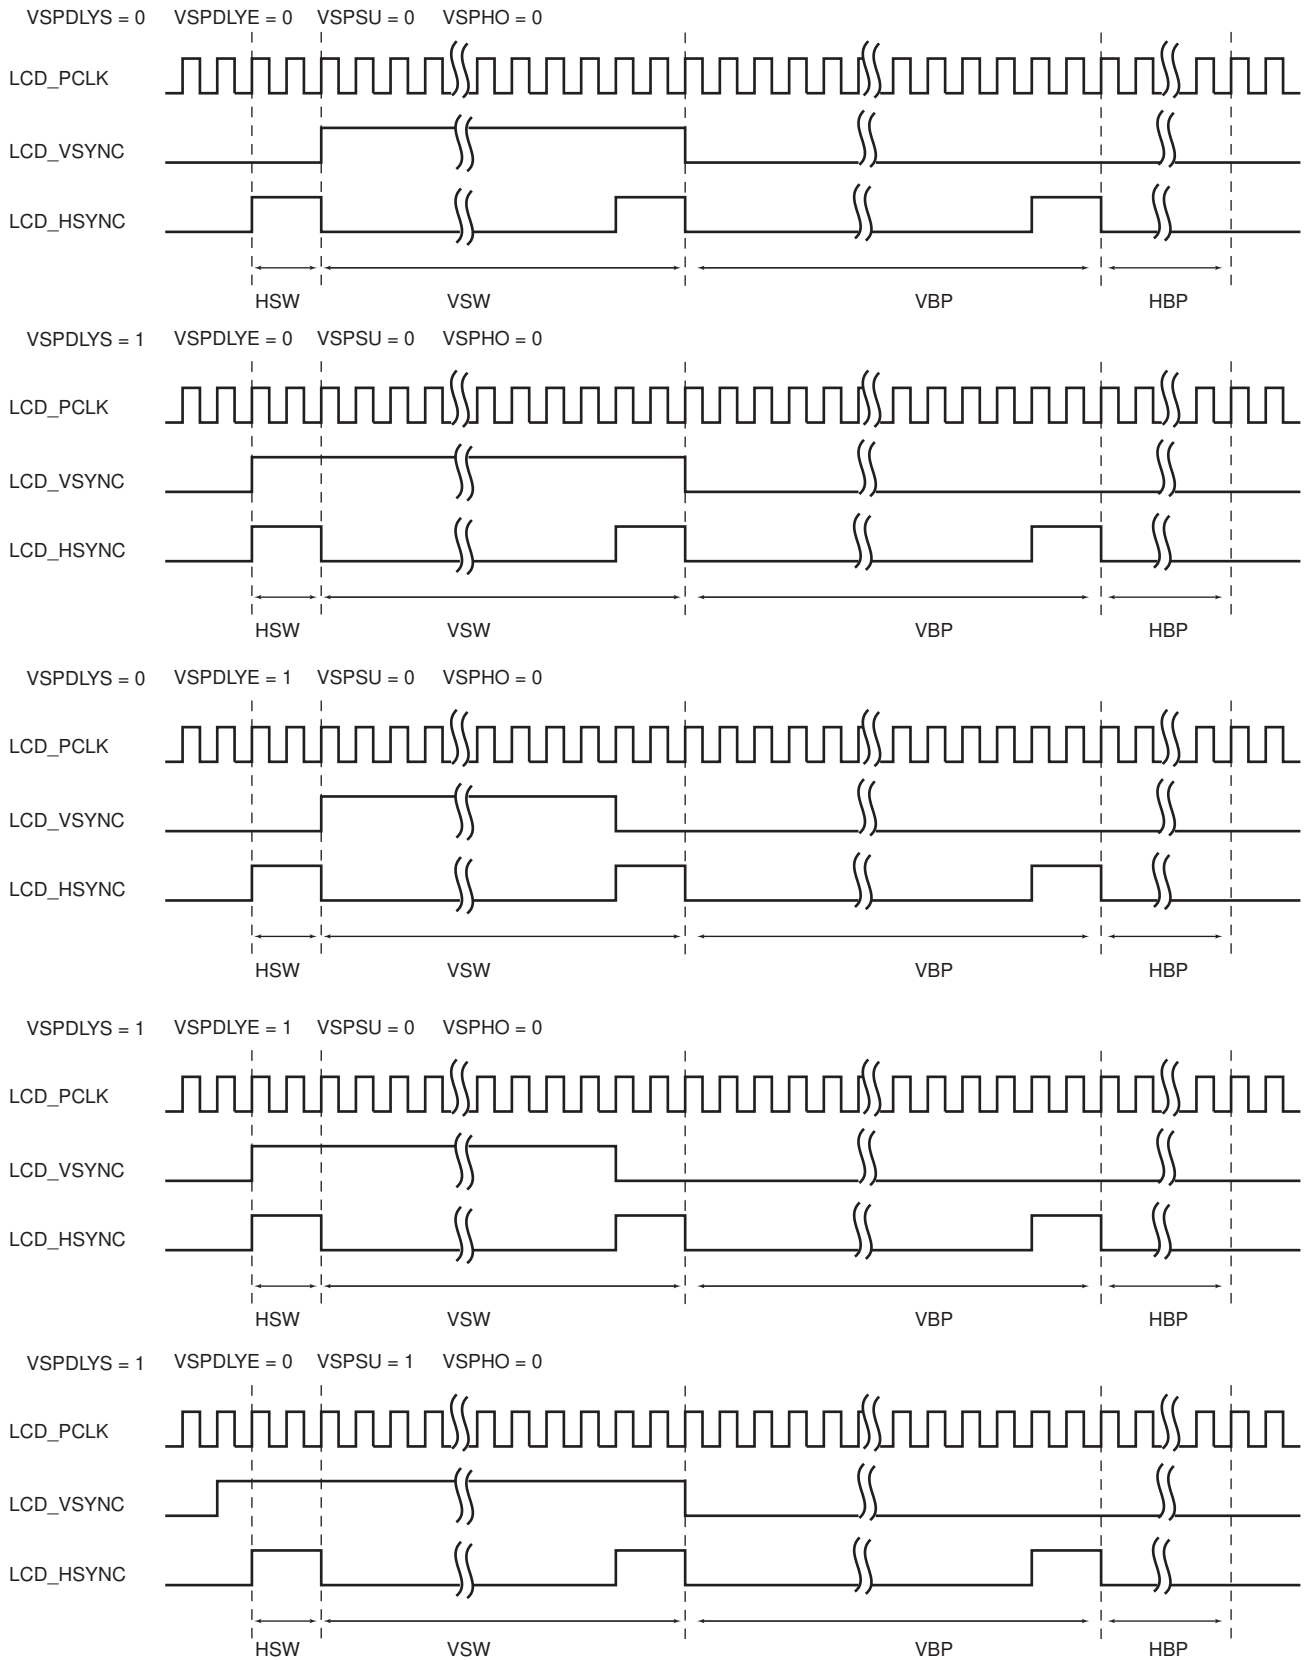 VSPDLYS = 0 VSPDLYE = 0 VSPSU = 0 VSPHO = 0
LCD_PCLK
LCD_VSYNC
LCD_HSYNC
HSW VSW VBP HBP
VSPDLYS = 1 VSPDLYE = 0 VSPSU = 0 VSPHO = 0
LCD_PCLK
LCD_VSYNC
LCD_HSYNC
HSW VSW VBP HBP
VSPDLYS = 0 VSPDLYE = 1 VSPSU = 0 VSPHO = 0
LCD_PCLK
LCD_VSYNC
LCD_HSYNC
HSW VSW VBP HBP
VSPDLYS = 1 VSPDLYE = 1 VSPSU = 0 VSPHO = 0
LCD_PCLK
LCD_VSYNC
LCD_HSYNC
HSW VSW VBP HBP
VSPDLYS = 1 VSPDLYE = 0 VSPSU = 1 VSPHO = 0
LCD_PCLK
LCD_VSYNC
LCD_HSYNC
HSW VSW VBP HBP